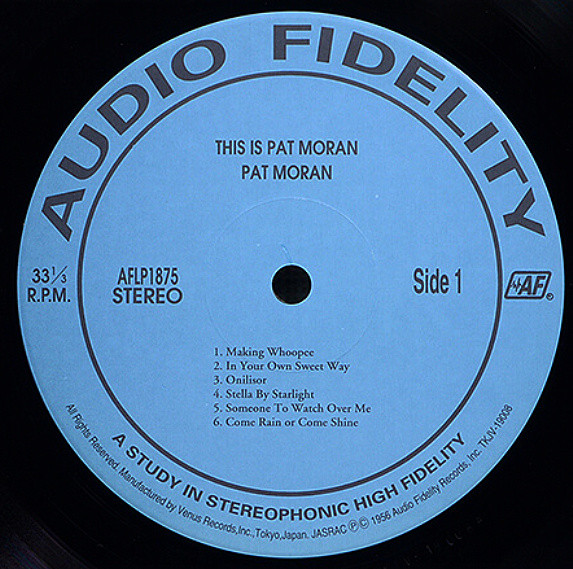 AUDIO FIDELITY
THIS IS PAT MORAN
PAT MORAN
33 1/3
R.P.M.
AFLP1875
STEREO
Side 1
AF®
1. Making Whoopee
2. In Your Own Sweet Way
3. Onilisor
4. Stella By Starlight
5. Someone To Watch Over Me
6. Come Rain or Come Shine
A STUDY IN STEREOPHONIC HIGH FIDELITY
All Rights Reserved. Manufactured by Venus Records,Inc.,Tokyo,Japan. JASRAC ℗© 1956 Audio Fidelity Records, Inc. TKJV-19008